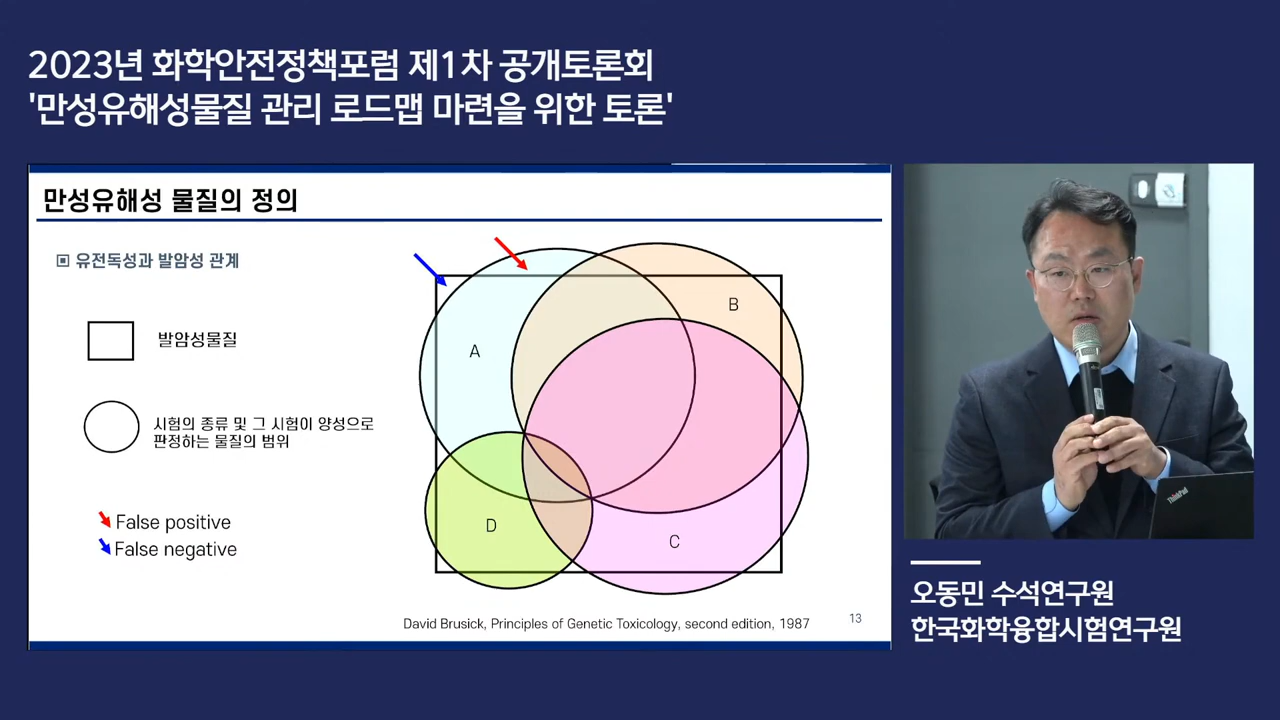 2023년 화학안전정책포럼 제1차 공개토론회
'만성유해성물질 관리 로드맵 마련을 위한 토론'
만성유해성 물질의 정의
유전독성과 발암성 관계
발암성물질
시험의 종류 및 그 시험이 양성으로
판정하는 물질의 범위
False positive
False negative
A
B
C
D
David Brusick, Principles of Genetic Toxicology, second edition, 1987
13
ThinkPad
오동민 수석연구원
한국화학융합시험연구원